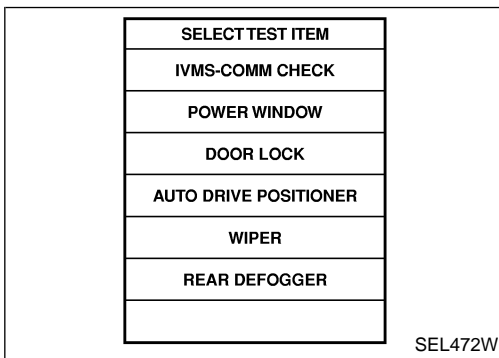 SELECT TEST ITEM
IVMS-COMM CHECK
POWER WINDOW
DOOR LOCK
AUTO DRIVE POSITIONER
WIPER
REAR DEFOGGER
SEL472W